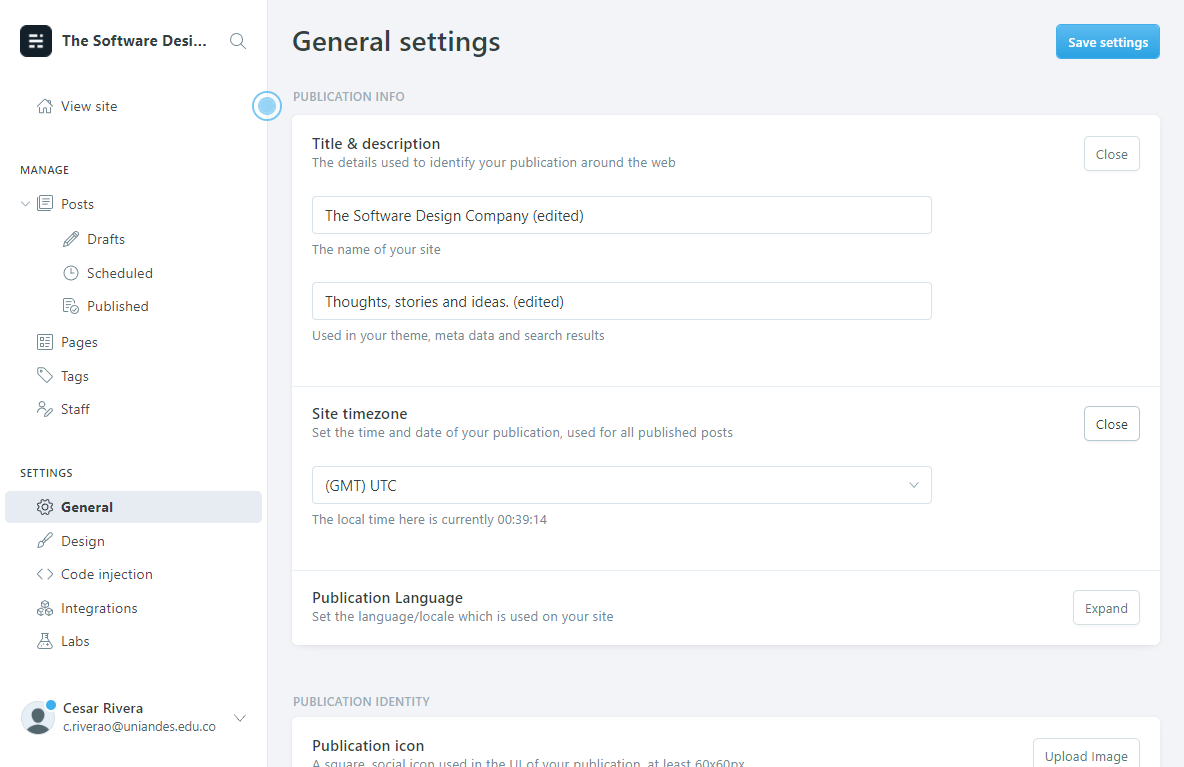 The Software Desi...
View site
MANAGE
Posts
Drafts
Scheduled
Published
Pages
Tags
Staff
SETTINGS
General
Design
Code injection
Integrations
Labs
Cesar Rivera
c.riverao@uniandes.edu.co
General settings
Save settings
PUBLICATION INFO
Title & description
The details used to identify your publication around the web
Close
The Software Design Company (edited)
The name of your site
Thoughts, stories and ideas. (edited)
Used in your theme, meta data and search results
Site timezone
Set the time and date of your publication, used for all published posts
Close
(GMT) UTC
The local time here is currently 00:39:14
Publication Language
Set the language/locale which is used on your site
Expand
PUBLICATION IDENTITY
Publication icon
A square, social icon used in the UI of your publication, at least 60x60px
Upload Image